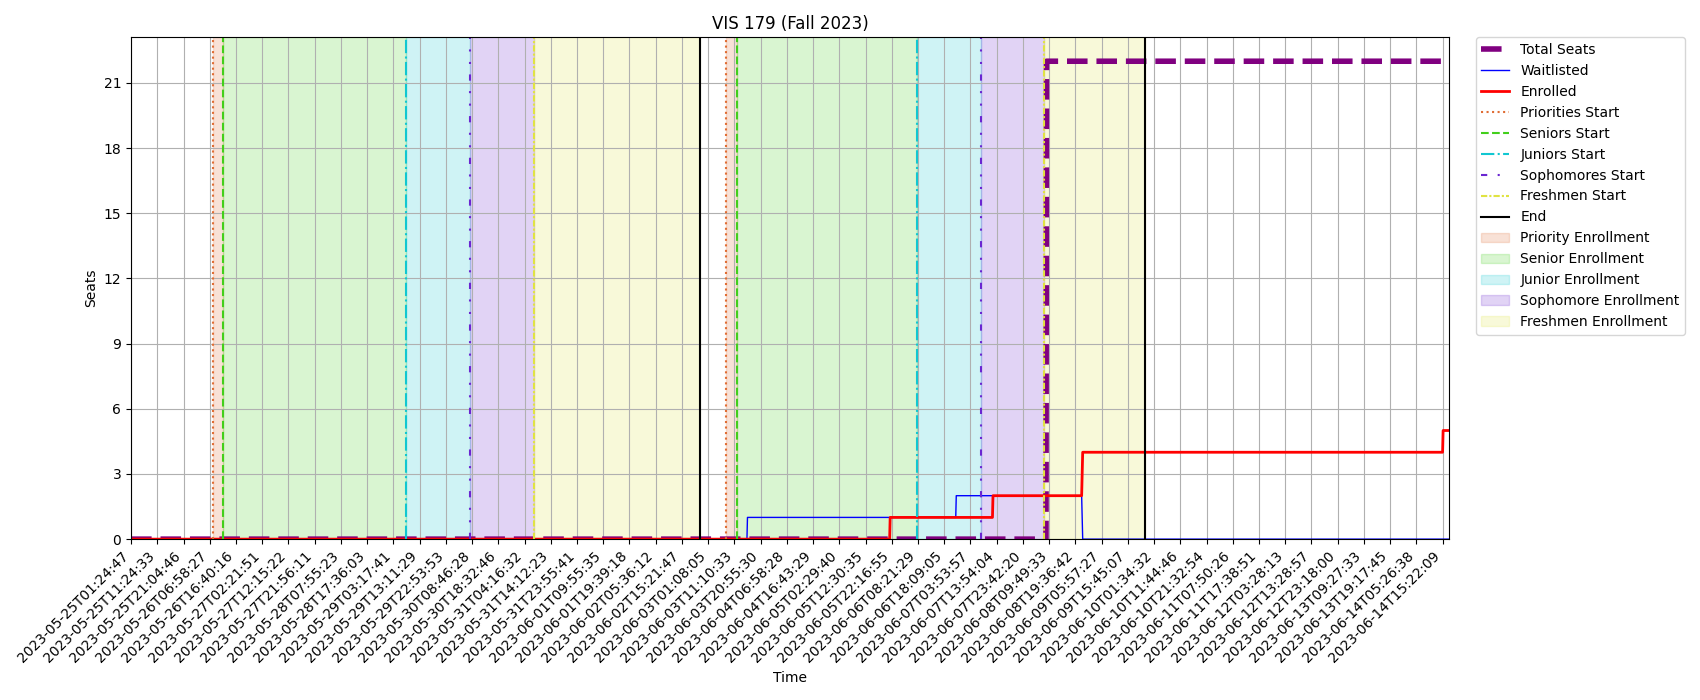 VIS 179 (Fall 2023)
Seats
21
18
15
12
9
6
3
0
2023-05-25T01:24:47
2023-05-25T11:24:33
2023-05-25T21:04:46
2023-05-26T06:58:27
2023-05-26T16:40:16
2023-05-27T02:21:51
2023-05-27T12:15:22
2023-05-27T21:56:11
2023-05-28T07:55:23
2023-05-28T17:36:03
2023-05-29T03:17:41
2023-05-29T13:11:29
2023-05-29T22:53:53
2023-05-30T08:46:28
2023-05-30T18:32:46
2023-05-31T04:16:32
2023-05-31T14:12:23
2023-05-31T23:55:41
2023-06-01T09:55:35
2023-06-01T19:39:18
2023-06-02T05:36:12
2023-06-02T15:21:47
2023-06-03T01:08:05
2023-06-03T11:10:33
2023-06-03T20:55:30
2023-06-04T06:58:28
2023-06-04T16:43:29
2023-06-05T02:29:40
2023-06-05T12:30:35
2023-06-05T22:16:55
2023-06-06T08:21:29
2023-06-06T18:09:05
2023-06-07T03:53:57
2023-06-07T13:54:04
2023-06-07T23:42:20
2023-06-08T09:49:33
2023-06-08T19:36:42
2023-06-09T05:57:27
2023-06-09T15:45:07
2023-06-10T01:34:32
2023-06-10T11:44:46
2023-06-10T21:32:54
2023-06-11T07:50:26
2023-06-11T17:38:51
2023-06-12T03:28:13
2023-06-12T13:28:57
2023-06-12T23:18:00
2023-06-13T09:27:33
2023-06-13T19:17:45
2023-06-14T05:26:38
2023-06-14T15:22:09
Time
Total Seats
Waitlisted
Enrolled
Priorities Start
Seniors Start
Juniors Start
Sophomores Start
Freshmen Start
End
Priority Enrollment
Senior Enrollment
Junior Enrollment
Sophomore Enrollment
Freshmen Enrollment